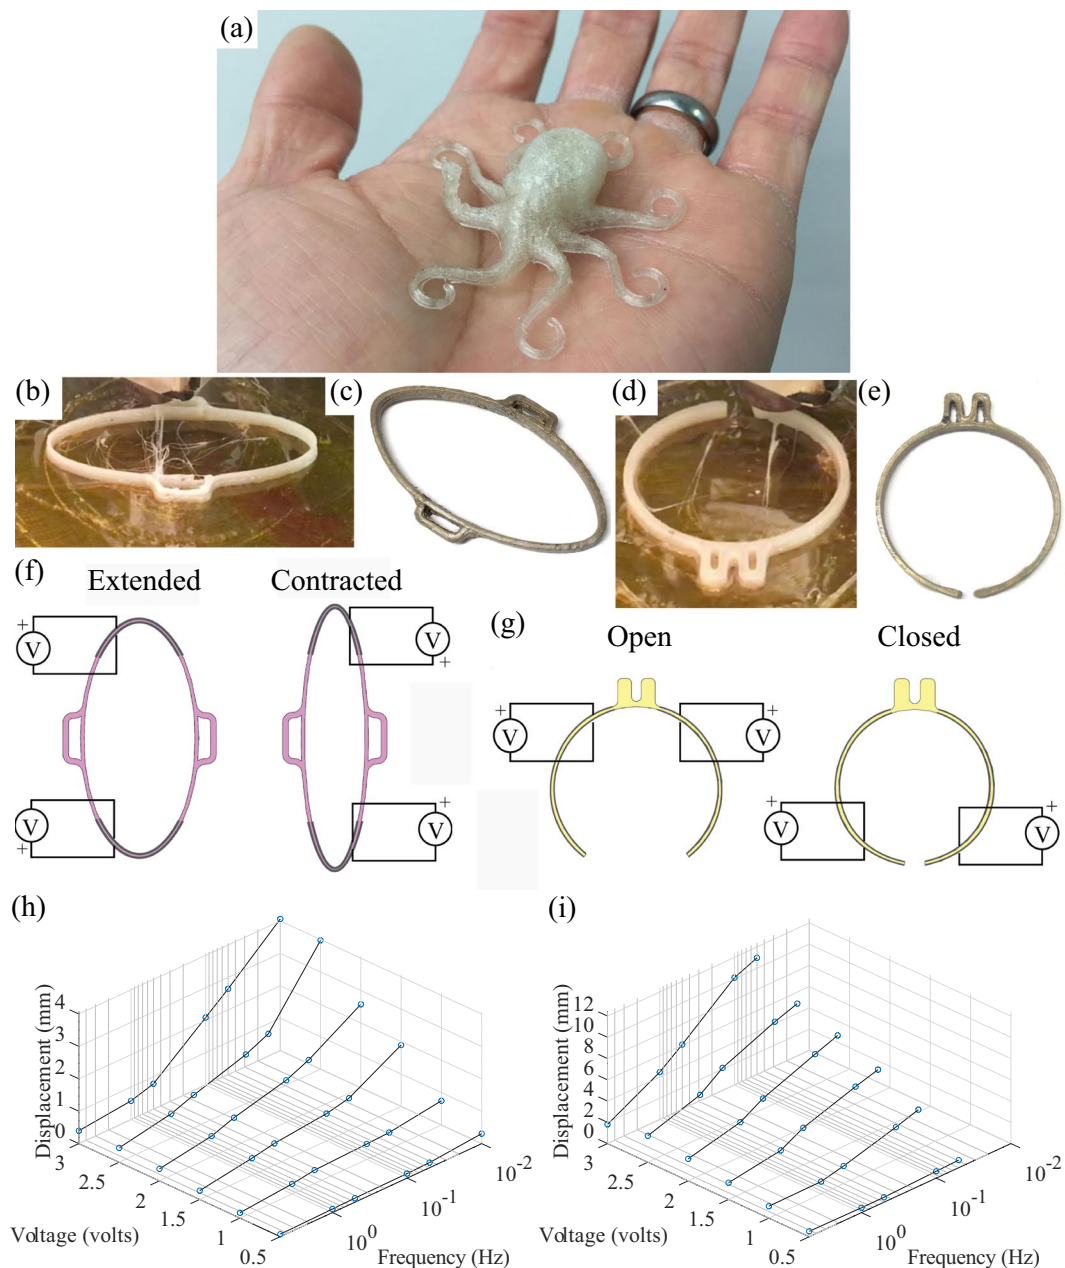 (a)
(b)
(c)
(d)
(e)
(f)
Extended
Contracted
+
V
V
+
V
+
+
V
(g)
Open
Closed
+
V
+
V
+
V
+
V
(h)
Displacement (mm)
4
3
2
1
0
3
2.5
2
1.5
1
0.5
Voltage (volts)
10^0
10^-1
10^-2
Frequency (Hz)
(i)
Displacement (mm)
12
10
8
6
4
2
0
3
2.5
2
1.5
1
0.5
Voltage (volts)
10^0
10^-1
10^-2
Frequency (Hz)